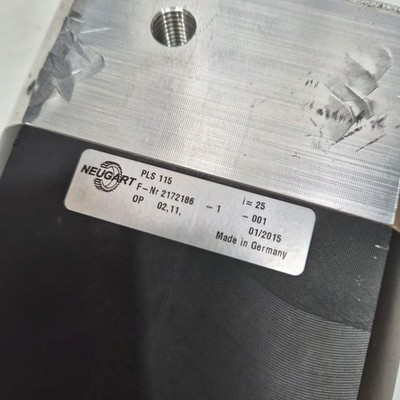 NEUGART PLS 115 i= 25
F-Nr 2172186 - 1 - 001
OP 02,11, 01/2015
Made in Germany